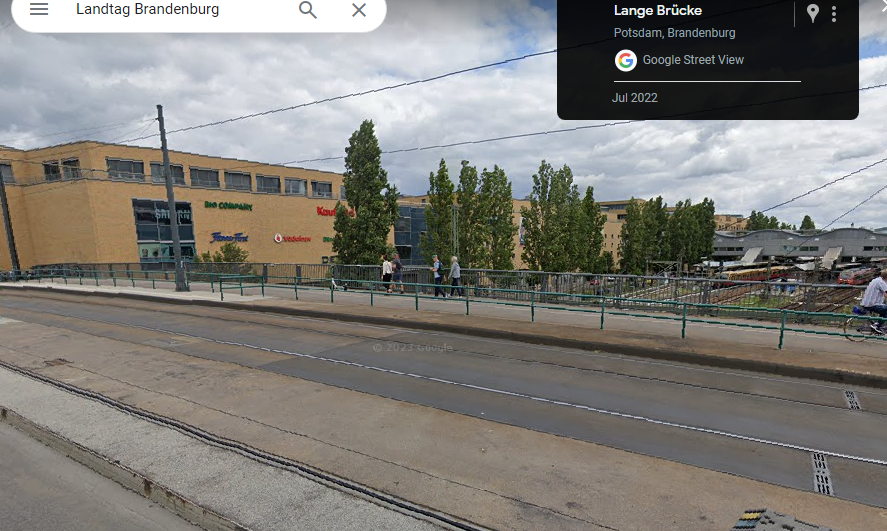 Landtag Brandenburg
Lange Brücke
Potsdam, Brandenburg
Google Street View
Jul 2022
BIO COMPANY
vodafone
© 2023 Google